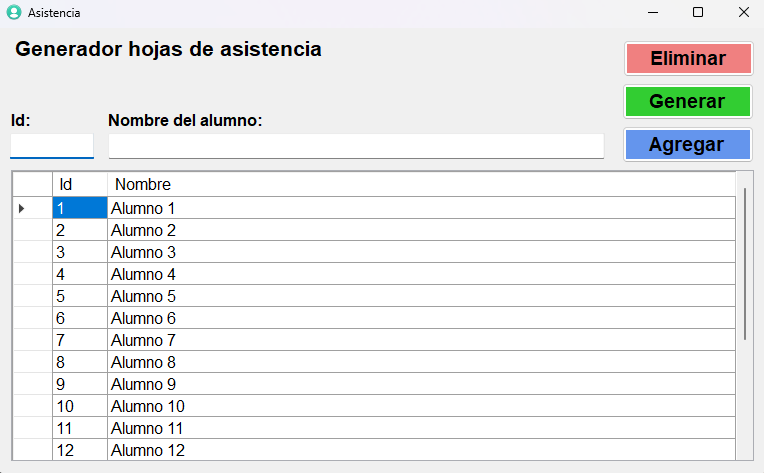 Asistencia
Generador hojas de asistencia
Eliminar
Generar
Id: Nombre del alumno:
Agregar
Id Nombre
1 Alumno 1
2 Alumno 2
3 Alumno 3
4 Alumno 4
5 Alumno 5
6 Alumno 6
7 Alumno 7
8 Alumno 8
9 Alumno 9
10 Alumno 10
11 Alumno 11
12 Alumno 12